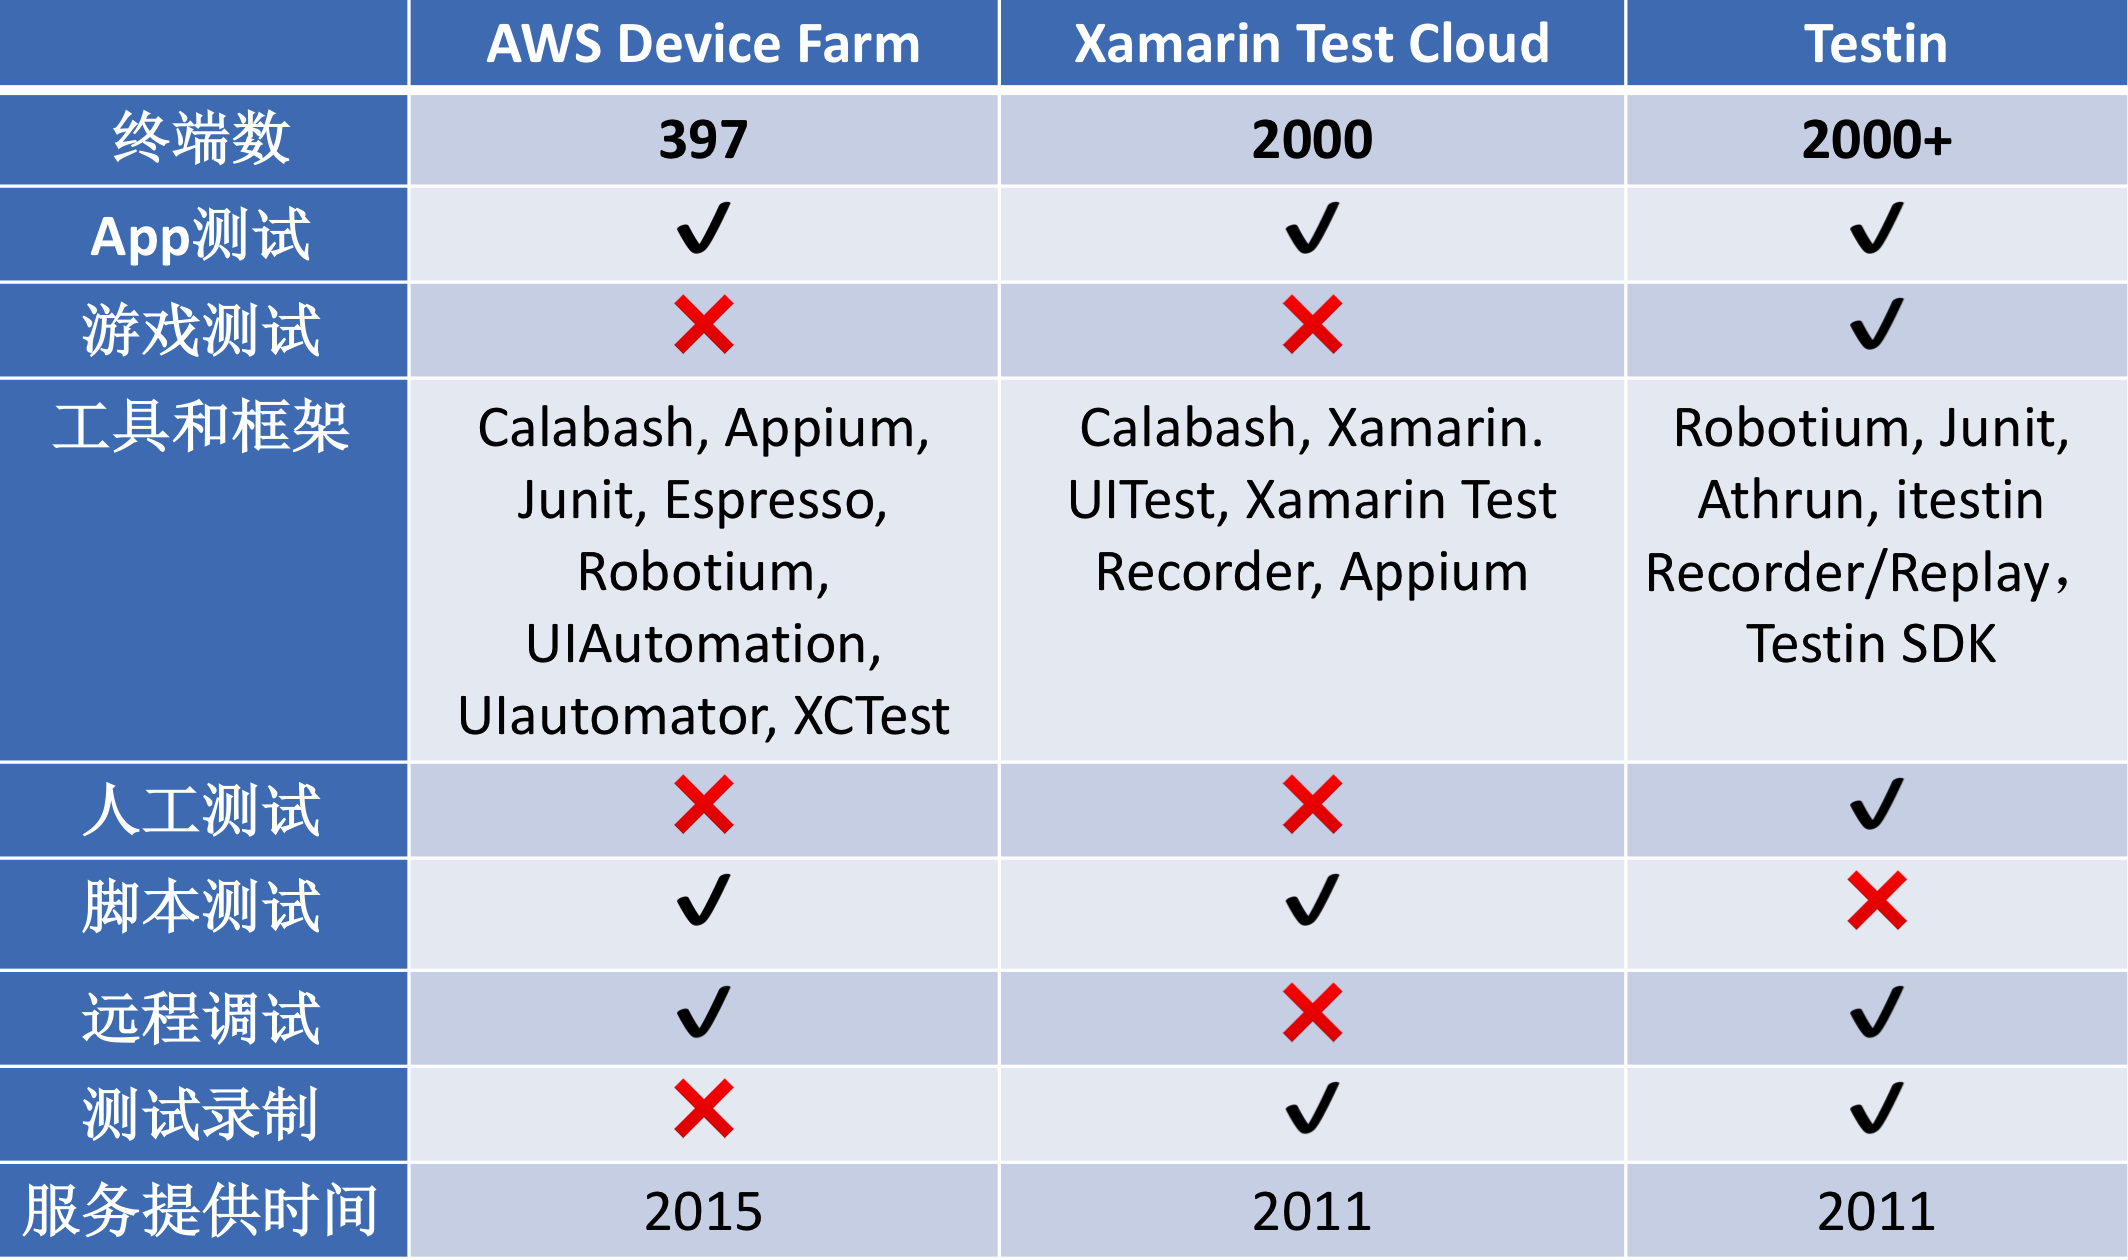 AWS Device Farm Xamarin Test Cloud Testin
终端数 397 2000 2000+
App测试 ✔ ✔ ✔
游戏测试 ✘ ✘ ✔
工具和框架 Calabash, Appium, Calabash, Xamarin. Robotium, Junit,
Junit, Espresso, UITest, Xamarin Test Athrun, itestin
Robotium, Recorder, Appium Recorder/Replay，
UIAutomation, Testin SDK
UIautomator, XCTest
人工测试 ✘ ✘ ✔
脚本测试 ✔ ✔ ✘
远程调试 ✔ ✘ ✔
测试录制 ✘ ✔ ✔
服务提供时间 2015 2011 2011